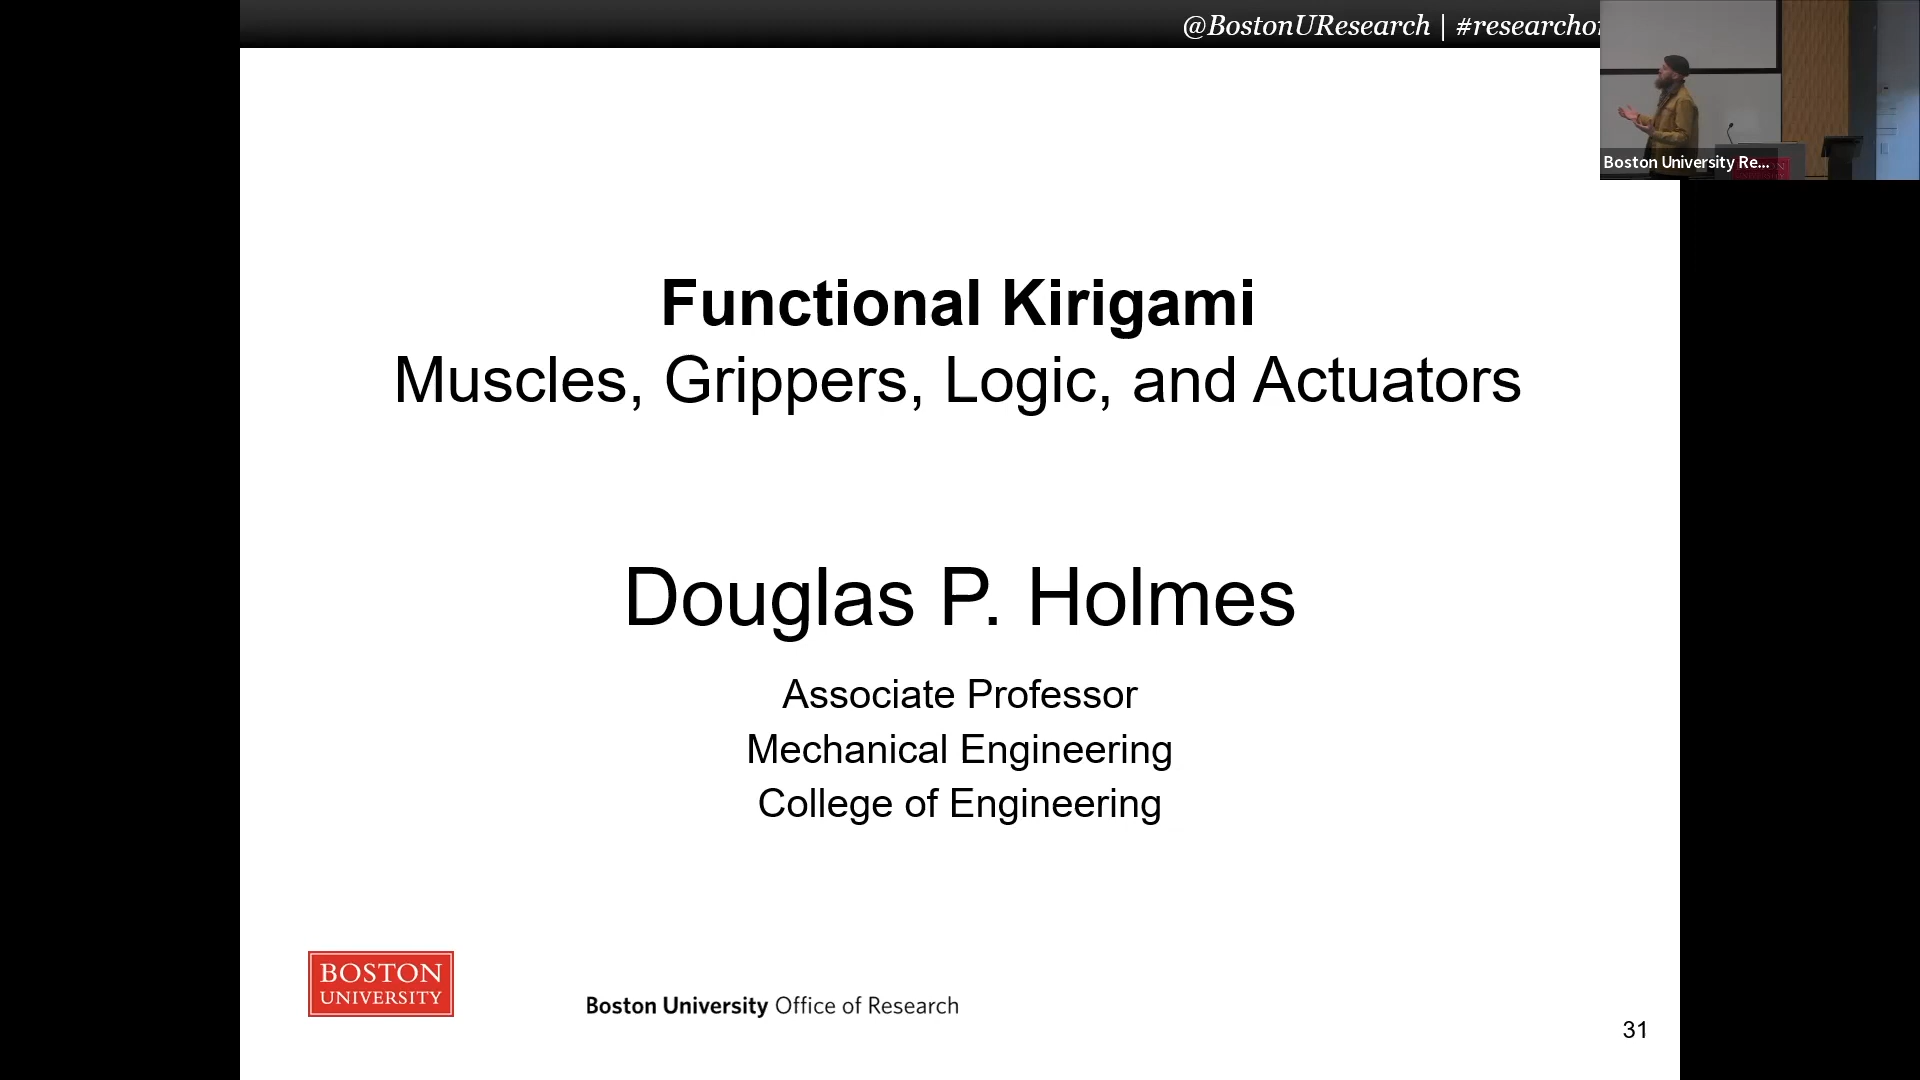 @BostonUResearch | #researcho
Boston University Re...
Functional Kirigami
Muscles, Grippers, Logic, and Actuators
Douglas P. Holmes
Associate Professor
Mechanical Engineering
College of Engineering
BOSTON
UNIVERSITY
Boston University Office of Research
31